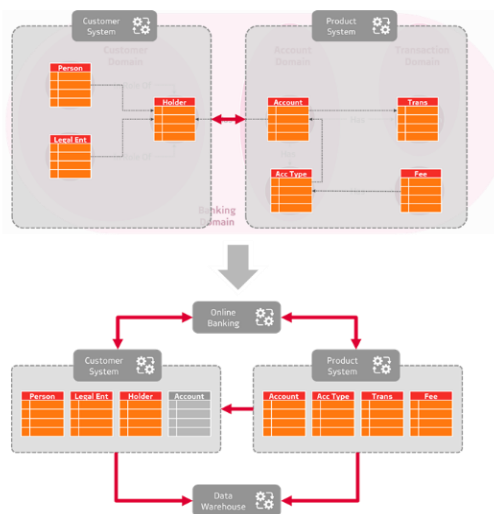 Customer
System
Product
System
Customer
Domain
Account
Domain
Transaction
Domain
Person
Holder
Legal Ent
Account
Trans
Acc Type
Fee
Banking
Domain
Online
Banking
Customer
System
Product
System
Person
Legal Ent
Holder
Account
Account
Acc Type
Trans
Fee
Data
Warehouse